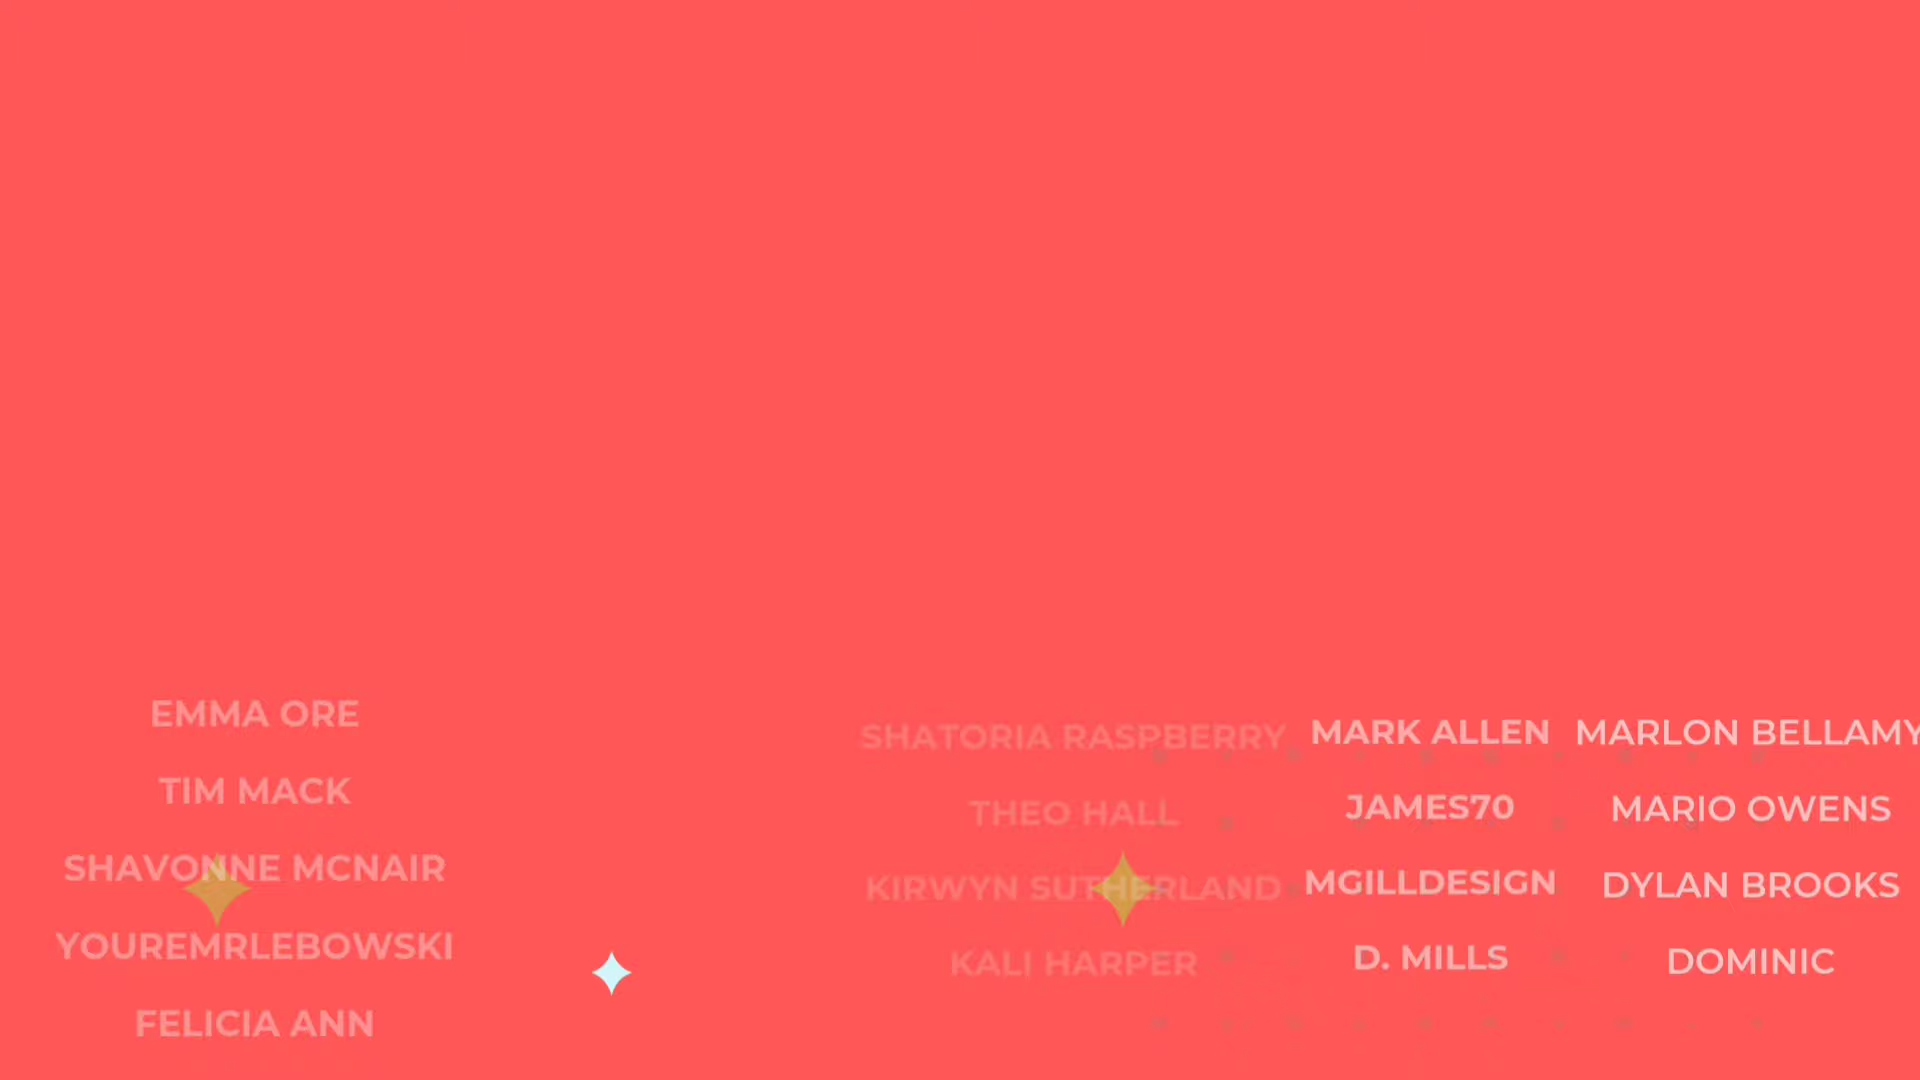 EMMA ORE
TIM MACK
SHAVONNE MCNAIR
YOUREMRLEBOWSKI
FELICIA ANN
SHATORIA RASPBERRY
THEO HALL
KIRWYN SUTHERLAND
KALI HARPER
MARK ALLEN
JAMES70
MGILLDESIGN
D. MILLS
MARLON BELLAMY
MARIO OWENS
DYLAN BROOKS
DOMINIC